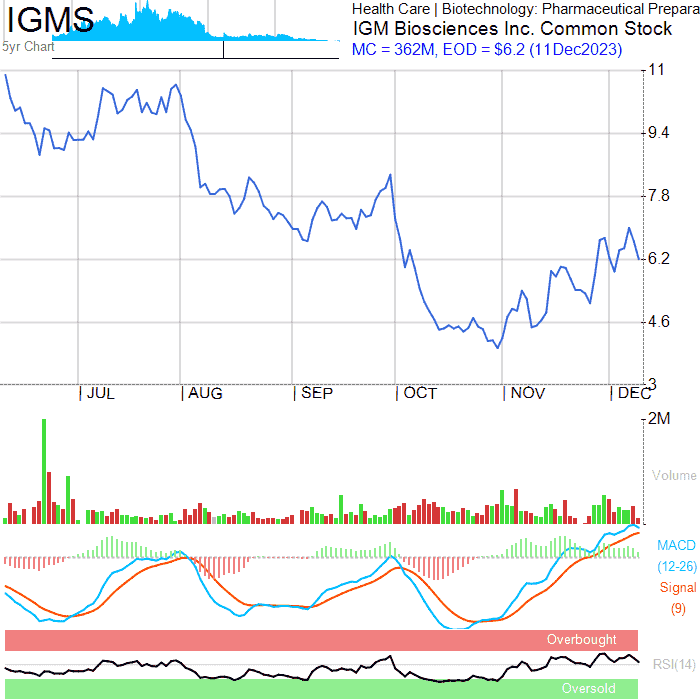 IGMS
5yr Chart
Health Care | Biotechnology: Pharmaceutical Prepara
IGM Biosciences Inc. Common Stock
MC = 362M, EOD = $6.2 (11Dec2023)
11
9.4
7.8
6.2
4.6
3
JUL
AUG
SEP
OCT
NOV
DEC
2M
Volume
MACD
(12-26)
Signal
(9)
Overbought
RSI(14)
Oversold